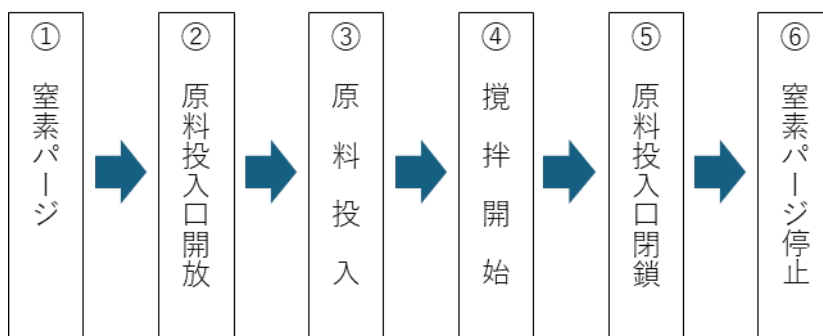 ①窒素パージ
②原料投入口開放
③原料投入
④撹拌開始
⑤原料投入口閉鎖
⑥窒素パージ停止